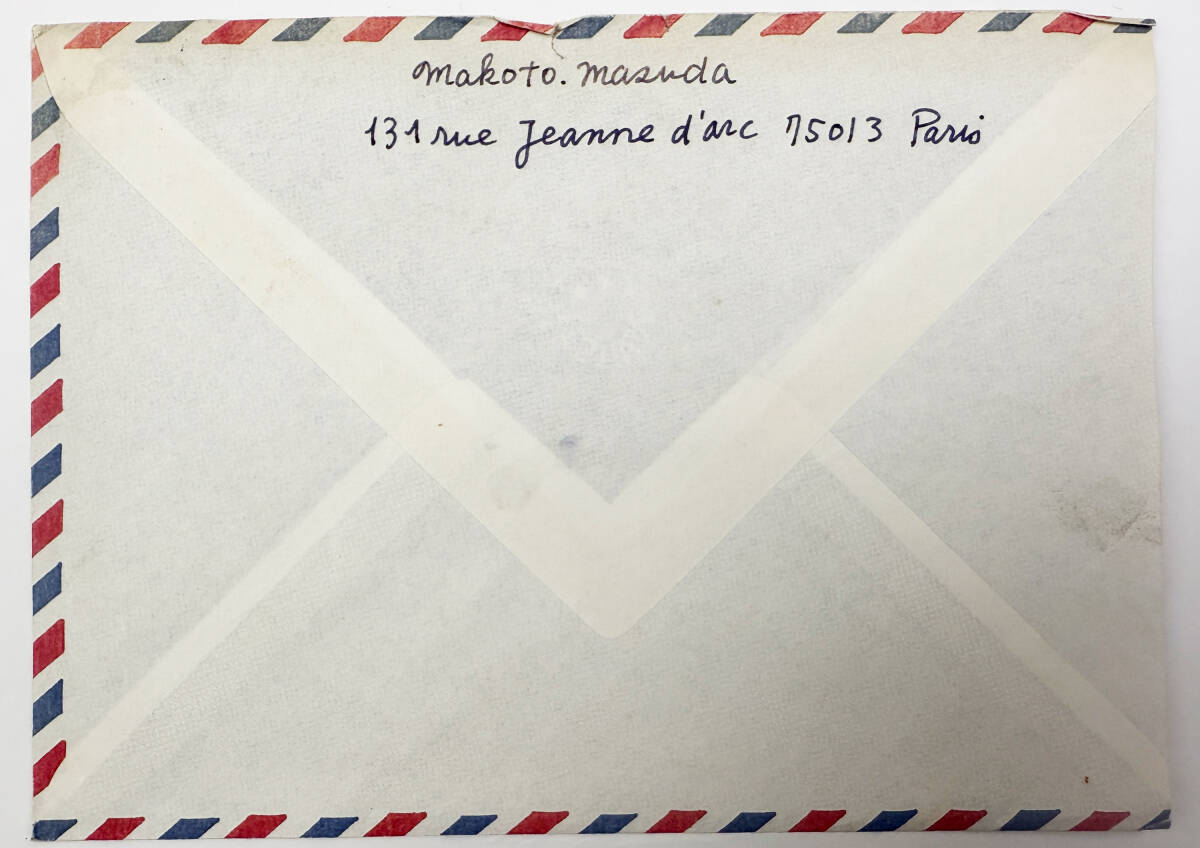 Makoto. Masuda
131 rue Jeanne d'arc 75013 Paris